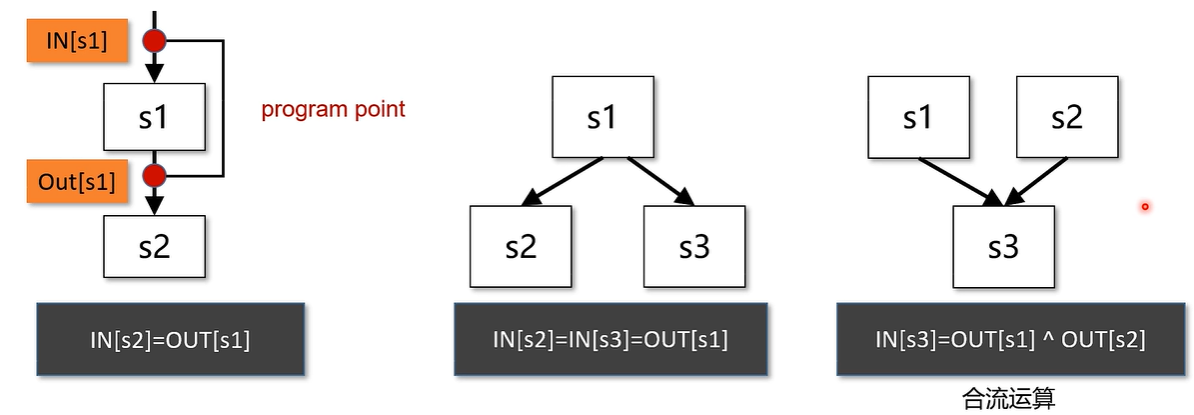 IN[s1]
s1
program point
Out[s1]
s2
IN[s2]=OUT[s1]
s1
s2
s3
IN[s2]=IN[s3]=OUT[s1]
s1
s2
s3
IN[s3]=OUT[s1] ^ OUT[s2]
合流运算